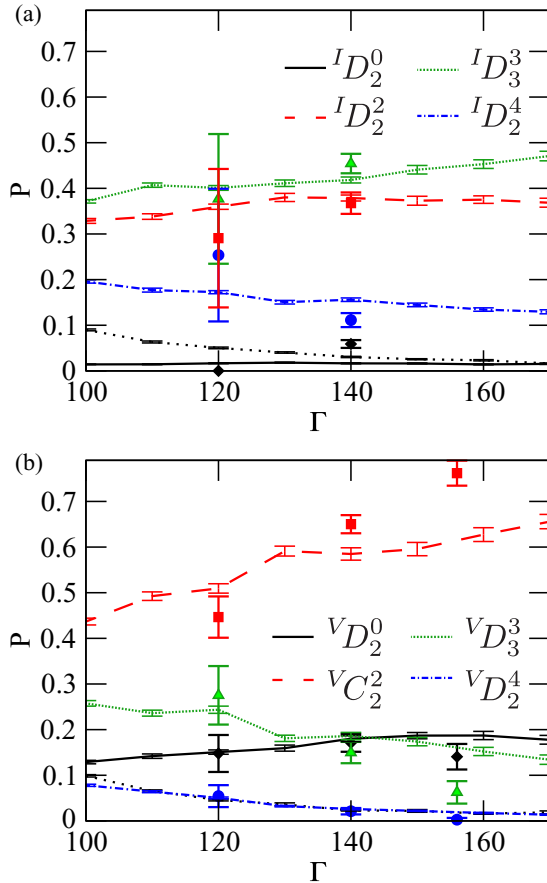 (a)
0.7
0.6
0.5
0.4
0.3
0.2
0.1
0
P
^I D_2^0
^I D_3^3
^I D_2^2
^I D_2^4
100 120 140 160
Γ
(b)
0.7
0.6
0.5
0.4
0.3
0.2
0.1
0
P
^V D_2^0
^V D_3^3
^V C_2^2
^V D_2^4
100 120 140 160
Γ